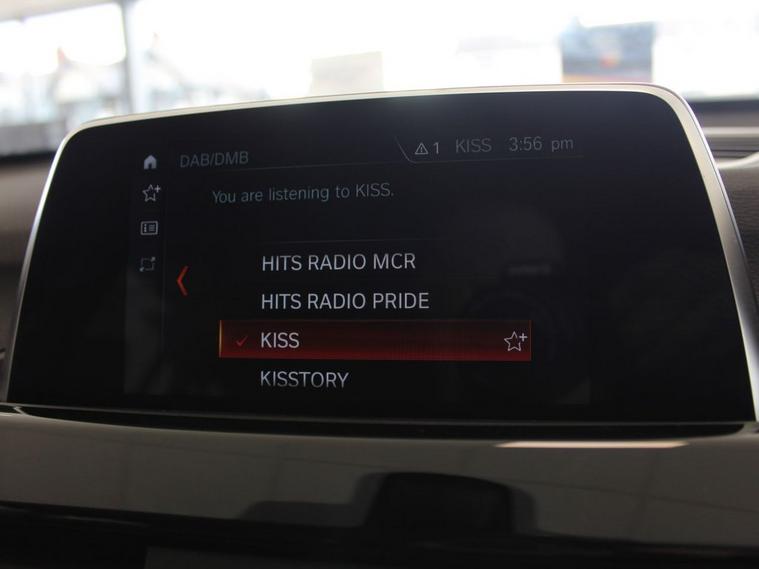 DAB/DMB
1 KISS 3:56 pm
You are listening to KISS.
HITS RADIO MCR
HITS RADIO PRIDE
KISS
KISSTORY